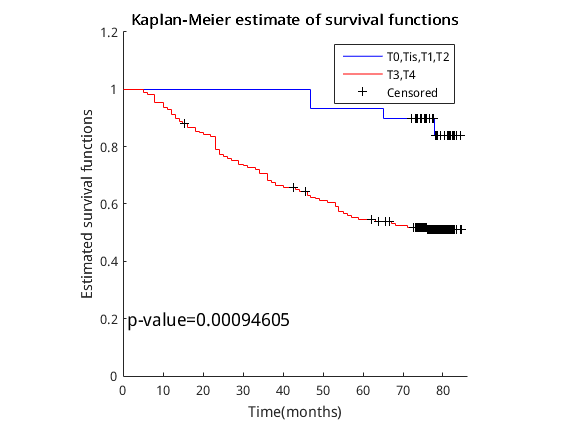 Kaplan-Meier estimate of survival functions
1.2
1
0.8
0.6
0.4
0.2
0
Estimated survival functions
T0,Tis,T1,T2
T3,T4
Censored
p-value=0.00094605
0 10 20 30 40 50 60 70 80
Time(months)